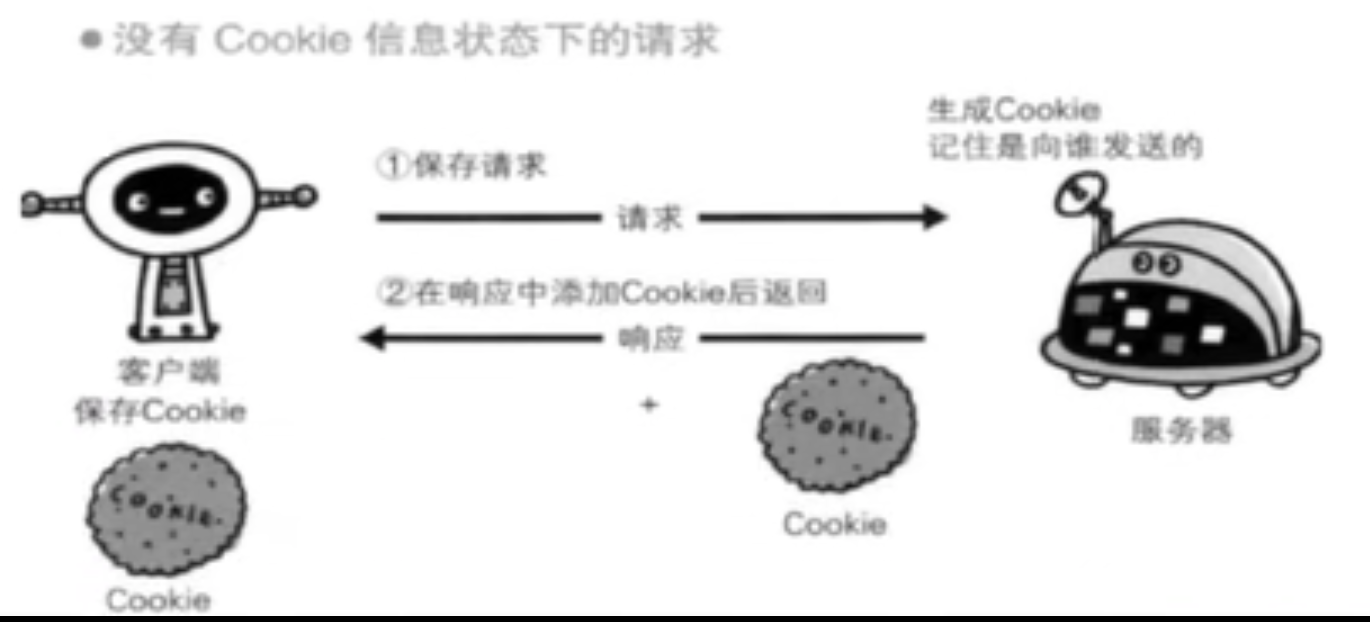 ●没有 Cookie 信息状态下的请求
生成Cookie
记住是向谁发送的
①保存请求
请求
②在响应中添加Cookie后返回
响应
+
客户端
保存Cookie
Cookie
Cookie
服务器
Cookie
Cookie